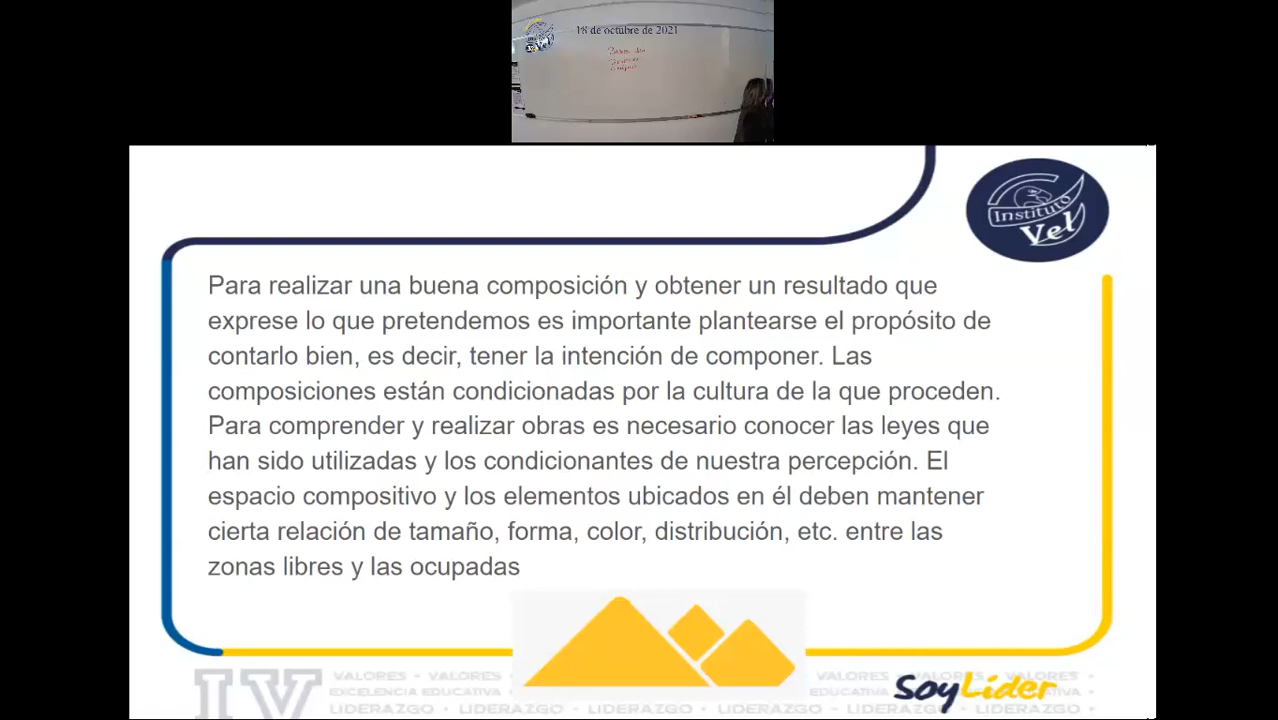 18 de octubre de 2021
Instituto
Vel
Para realizar una buena composición y obtener un resultado que
exprese lo que pretendemos es importante plantearse el propósito de
contarlo bien, es decir, tener la intención de componer. Las
composiciones están condicionadas por la cultura de la que proceden.
Para comprender y realizar obras es necesario conocer las leyes que
han sido utilizadas y los condicionantes de nuestra percepción. El
espacio compositivo y los elementos ubicados en él deben mantener
cierta relación de tamaño, forma, color, distribución, etc. entre las
zonas libres y las ocupadas
IV
VALORES • VALORES
EXCELENCIA EDUCATIVA
LIDERAZGO • LIDERAZGO • LIDERAZGO • LIDERAZGO • LIDERAZGO • LIDERAZGO •
SoyLíder